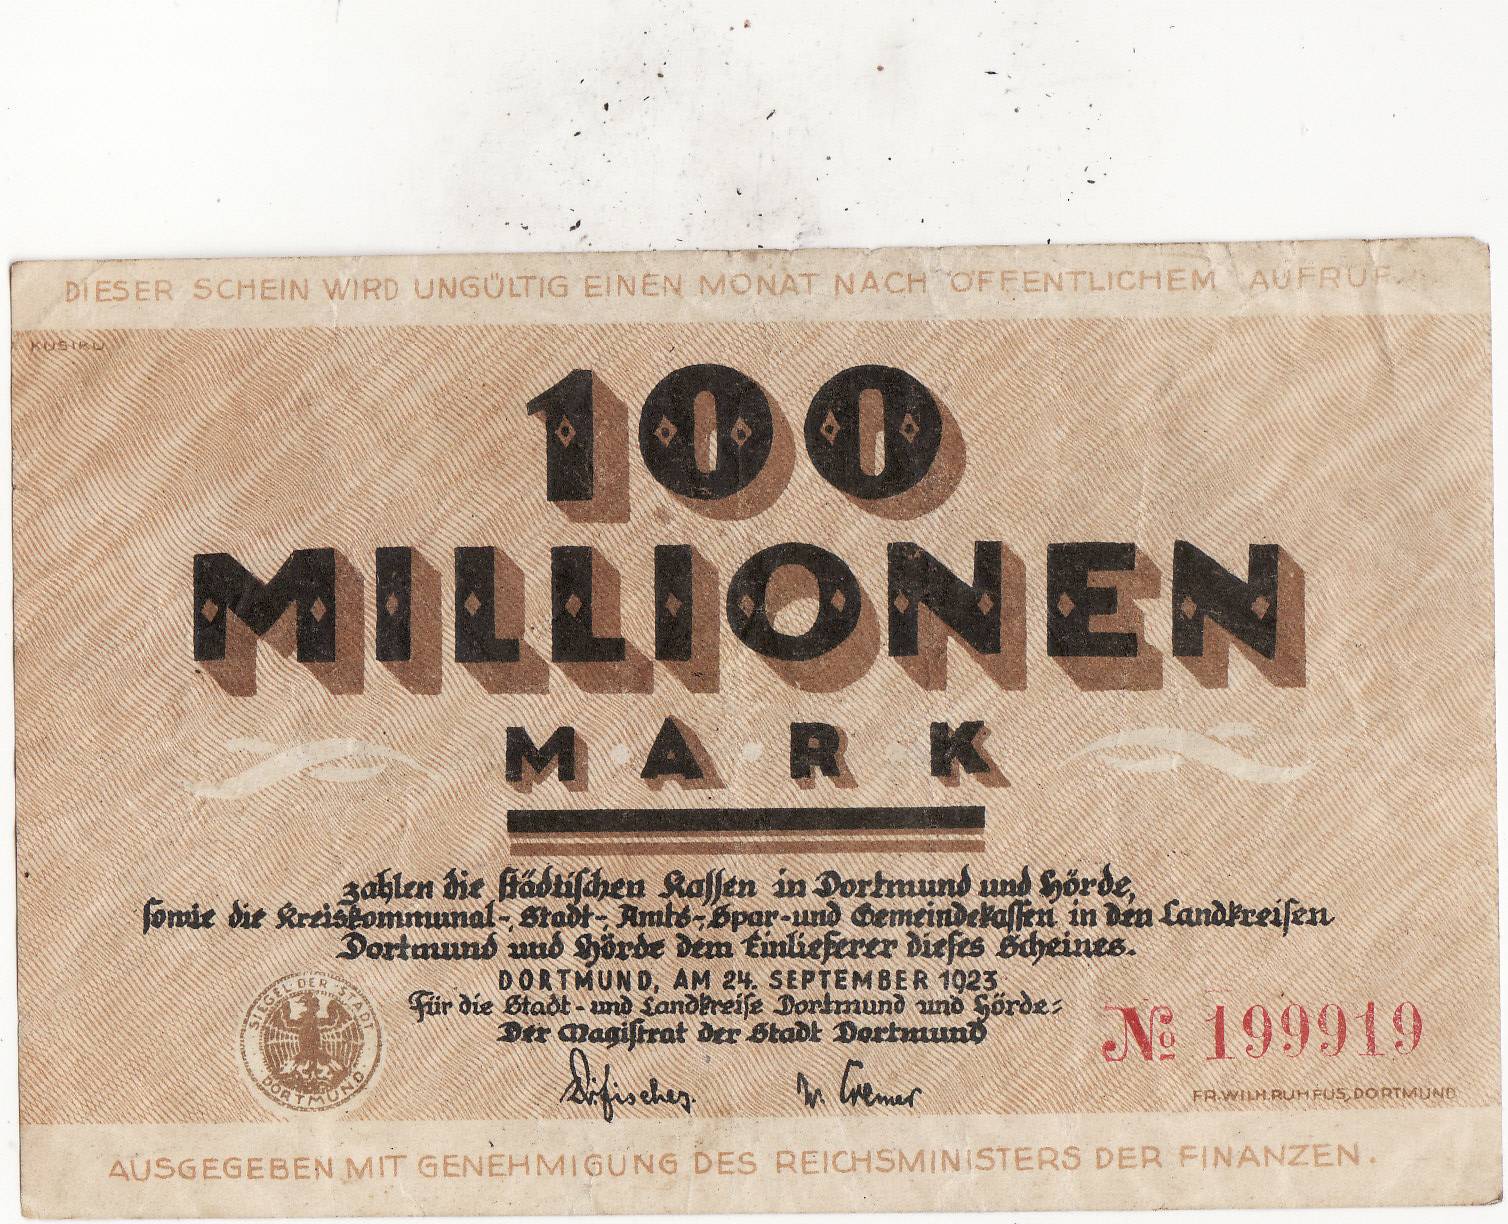 DIESER SCHEIN WIRD UNGÜLTIG EINEN MONAT NACH ÖFFENTLICHEM AUFRUF.
KUSIRU
100
MILLIONEN
MARK
zahlen die städtischen Kassen in Dortmund und Hörde,
sowie die Kreiskommunal-, Stadt-, Amts-, Spar- und Gemeindekassen in den Landkreisen
Dortmund und Hörde dem Einlieferer dieses Scheines.
DORTMUND, AM 24. SEPTEMBER 1923
Für die Stadt- und Landkreise Dortmund und Hörde:
Der Magistrat der Stadt Dortmund
SIEGEL DER STADT DORTMUND
№ 199919
Cremer
FR. WILH. RUHFUS, DORTMUND
AUSGEGEBEN MIT GENEHMIGUNG DES REICHSMINISTERS DER FINANZEN.